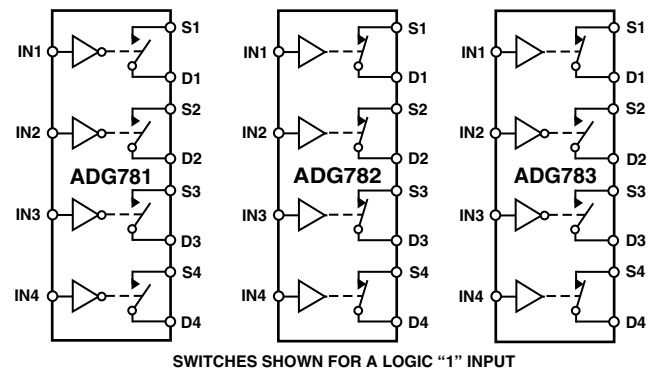 S1
IN1
D1
S2
IN2
D2
ADG781
S3
IN3
D3
S4
IN4
D4
S1
IN1
D1
S2
IN2
D2
ADG782
S3
IN3
D3
S4
IN4
D4
S1
IN1
D1
S2
IN2
D2
ADG783
S3
IN3
D3
S4
IN4
D4
SWITCHES SHOWN FOR A LOGIC “1” INPUT